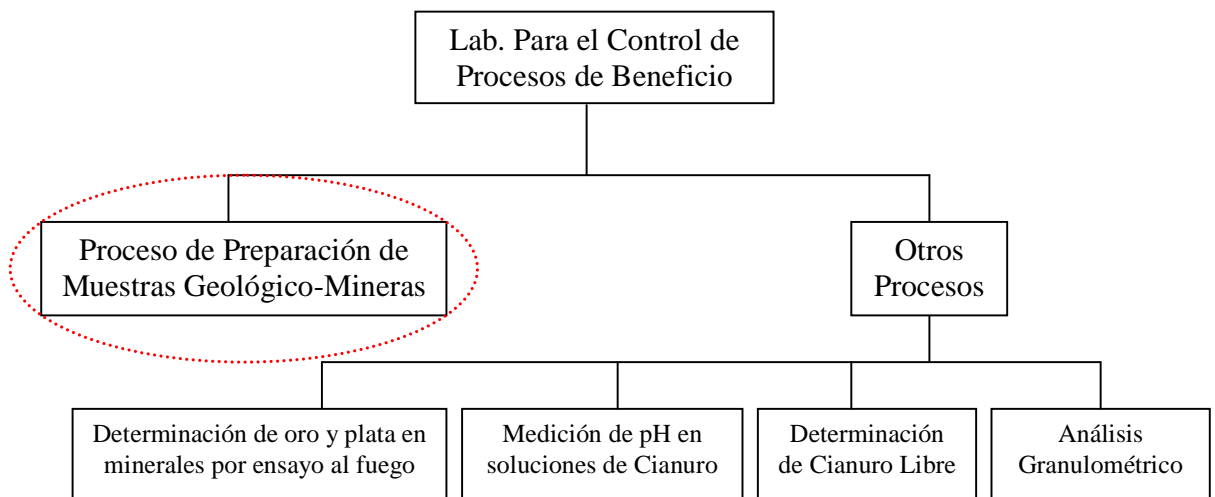 Lab. Para el Control de
Procesos de Beneficio
Proceso de Preparación de
Muestras Geológico-Mineras
Otros
Procesos
Determinación de oro y plata en
minerales por ensayo al fuego
Medición de pH en
soluciones de Cianuro
Determinación
de Cianuro Libre
Análisis
Granulométrico